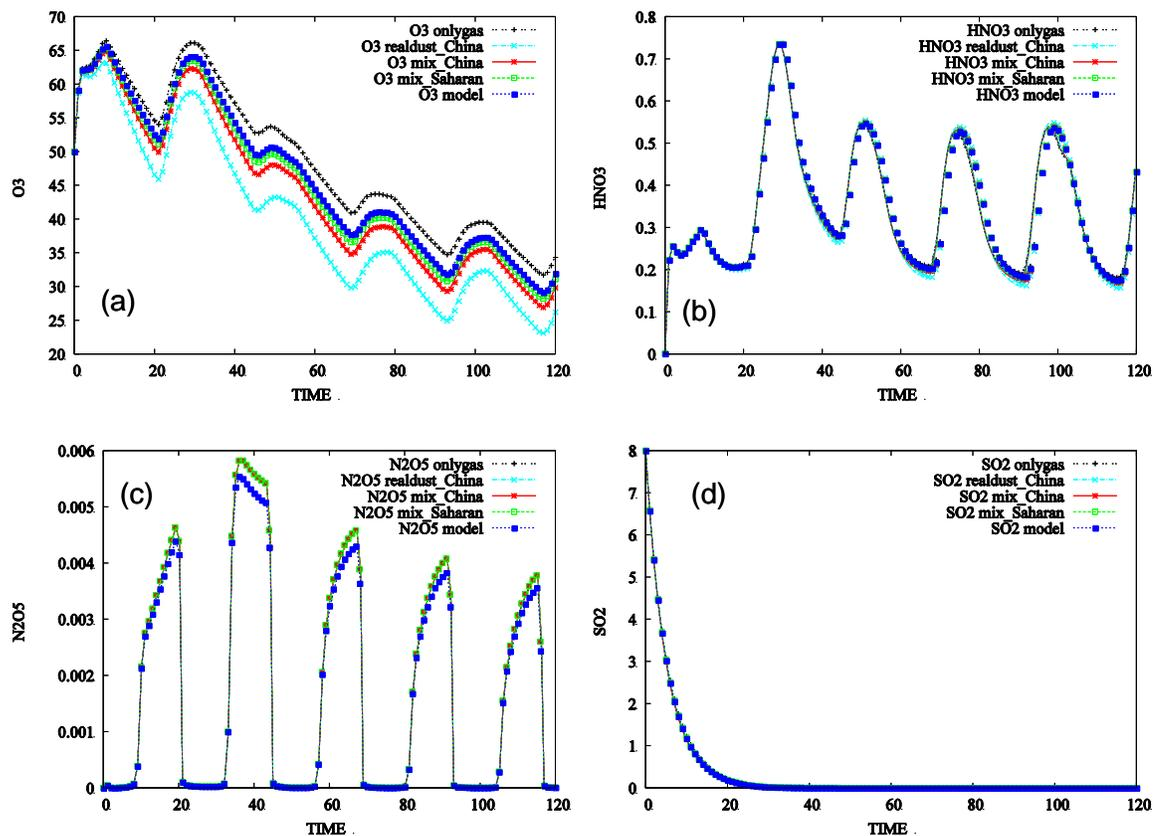 70
65
60
55
50
45
40
35
30
25
20
O3
O3 onlygas
O3 realdust_China
O3 mix_China
O3 mix_Saharan
O3 model
(a)
0. 20. 40. 60. 80. 100. 120.
TIME .
0.8
0.7
0.6
0.5
0.4
0.3
0.2
0.1
0.
HNO3
HNO3 onlygas
HNO3 realdust_China
HNO3 mix_China
HNO3 mix_Saharan
HNO3 model
(b)
0. 20. 40. 60. 80. 100. 120.
TIME .
0.006
0.005
0.004
0.003
0.002
0.001
0.
N2O5
(c)
N2O5 onlygas
N2O5 realdust_China
N2O5 mix_China
N2O5 mix_Saharan
N2O5 model
0. 20. 40. 60. 80. 100. 120.
TIME .
8
7
6
5
4
3
2
1.
0.
SO2
(d)
SO2 onlygas
SO2 realdust_China
SO2 mix_China
SO2 mix_Saharan
SO2 model
0. 20. 40. 60. 80. 100. 120.
TIME .